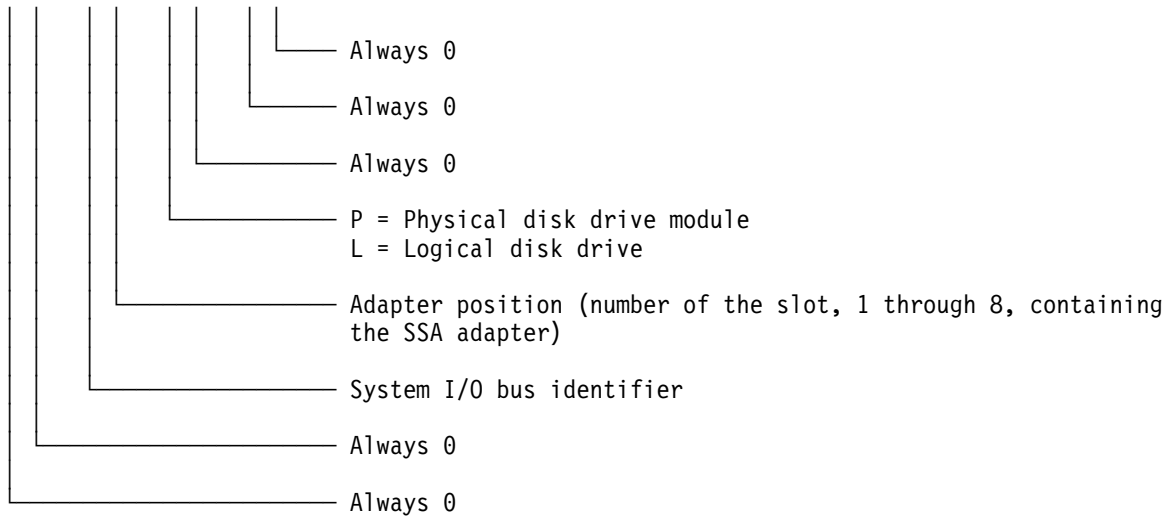 Always 0
Always 0
Always 0
P = Physical disk drive module
L = Logical disk drive
Adapter position (number of the slot, 1 through 8, containing
the SSA adapter)
System I/O bus identifier
Always 0
Always 0